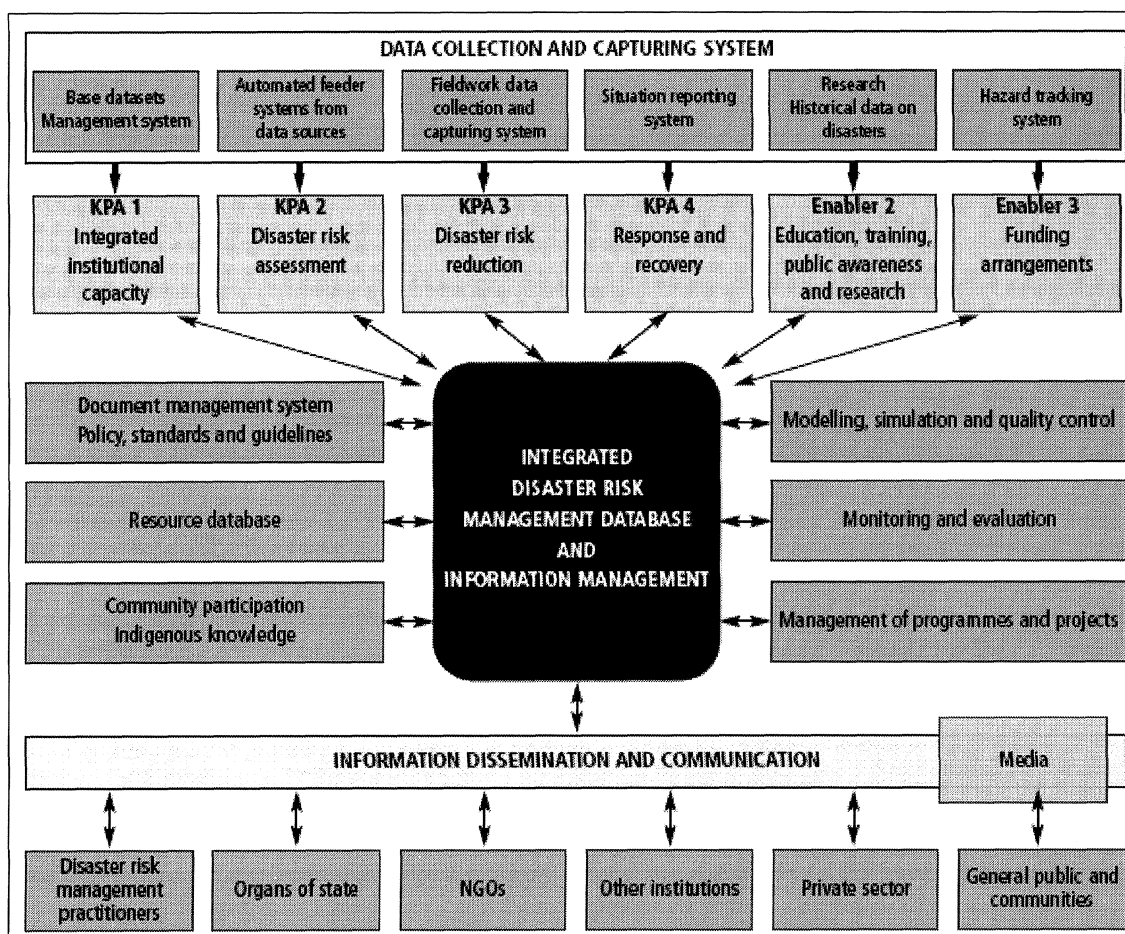 DATA COLLECTION AND CAPTURING SYSTEM
Base datasets
Management system
Automated feeder
systems from
data sources
Fieldwork data
collection and
capturing system
Situation reporting
system
Research
Historical data on
disasters
Hazard tracking
system
KPA 1
Integrated
institutional
capacity
KPA 2
Disaster risk
assessment
KPA 3
Disaster risk
reduction
KPA 4
Response and
recovery
Enabler 2
Education, training,
public awareness
and research
Enabler 3
Funding
arrangements
Document management system
Policy, standards and guidelines
Resource database
Community participation
Indigenous knowledge
INTEGRATED
DISASTER RISK
MANAGEMENT DATABASE
AND
INFORMATION MANAGEMENT
Modelling, simulation and quality control
Monitoring and evaluation
Management of programmes and projects
INFORMATION DISSEMINATION AND COMMUNICATION
Media
Disaster risk
management
practitioners
Organs of state
NGOs
Other institutions
Private sector
General public and
communities